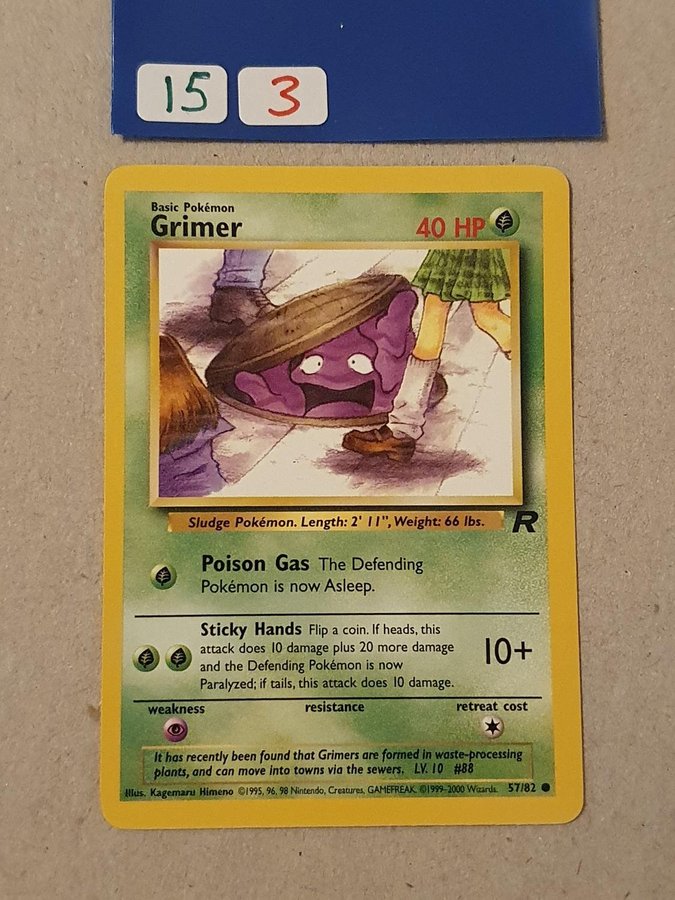 15 3
Basic Pokémon
Grimer 40 HP
Sludge Pokémon. Length: 2' 11", Weight: 66 lbs.
R
Poison Gas The Defending
Pokémon is now Asleep.
Sticky Hands Flip a coin. If heads, this
attack does 10 damage plus 20 more damage
and the Defending Pokémon is now
Paralyzed; if tails, this attack does 10 damage.
10+
weakness resistance retreat cost
It has recently been found that Grimers are formed in waste-processing
plants, and can move into towns via the sewers. LV. 10 #88
Illus. Kagemaru Himeno ©1995, 96, 98 Nintendo, Creatures, GAMEFREAK. ©1999-2000 Wizards. 57/82